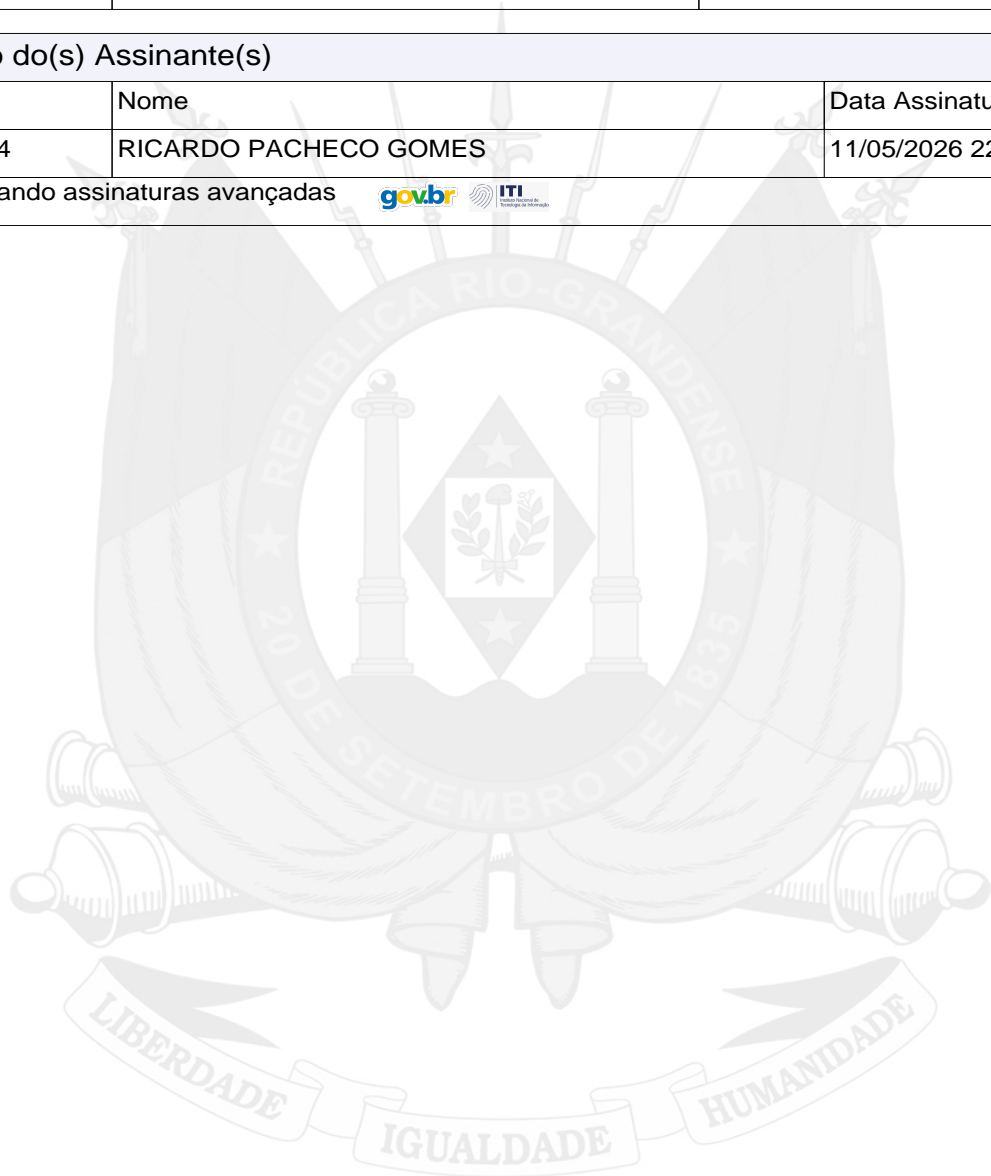 o do(s) Assinante(s)
Nome Data Assinatu
4 RICARDO PACHECO GOMES 11/05/2026 22
ando assinaturas avançadas gov.br ITI
REPÚBLICA RIO-GRANDENSE
20 DE SETEMBRO DE 1835
LIBERDADE IGUALDADE HUMANIDADE